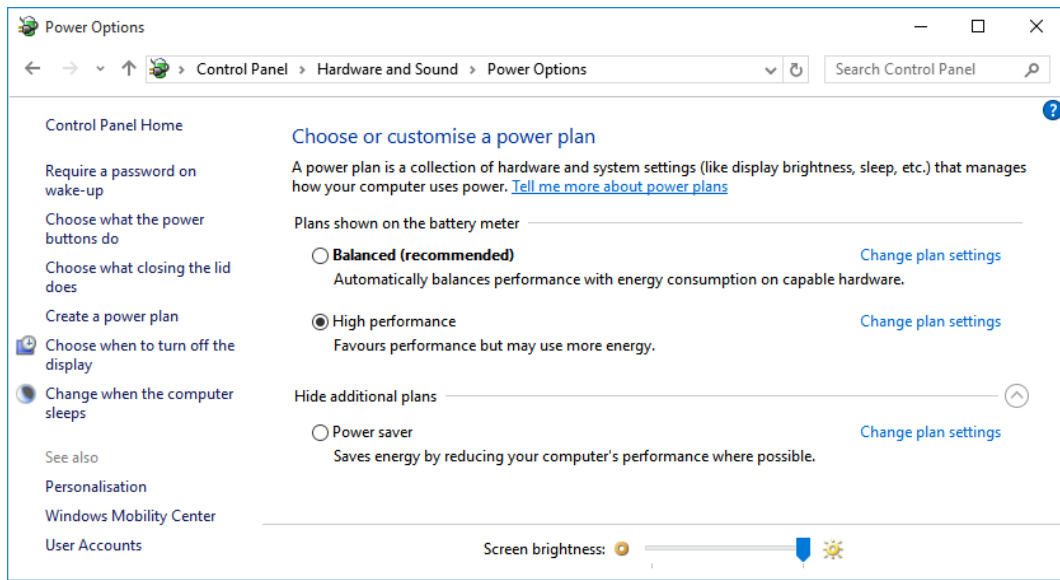 Power Options
Control Panel > Hardware and Sound > Power Options
Search Control Panel
?
Control Panel Home
Require a password on
wake-up
Choose what the power
buttons do
Choose what closing the lid
does
Create a power plan
Choose when to turn off the
display
Change when the computer
sleeps
See also
Personalisation
Windows Mobility Center
User Accounts
Choose or customise a power plan
A power plan is a collection of hardware and system settings (like display brightness, sleep, etc.) that manages
how your computer uses power. Tell me more about power plans
Plans shown on the battery meter
Balanced (recommended) Change plan settings
Automatically balances performance with energy consumption on capable hardware.
High performance Change plan settings
Favours performance but may use more energy.
Hide additional plans
Power saver Change plan settings
Saves energy by reducing your computer's performance where possible.
Screen brightness: